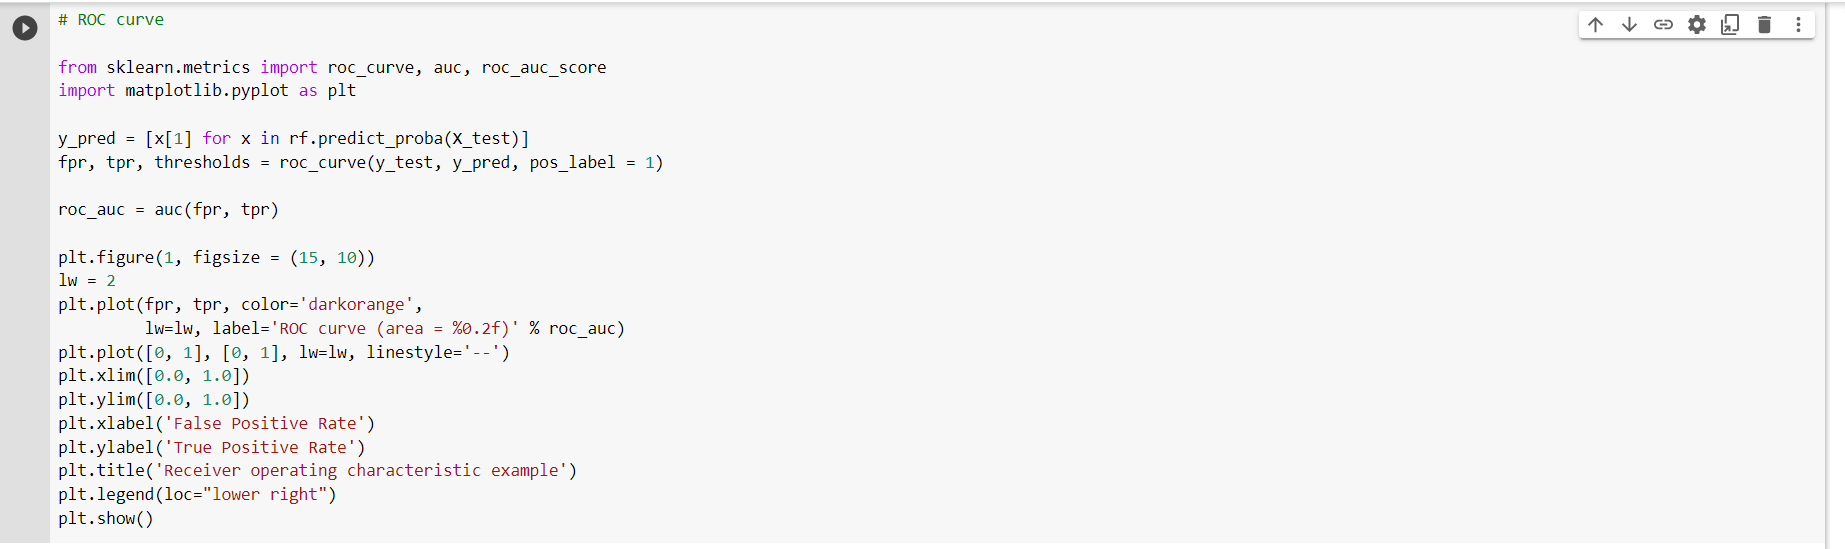 # ROC curve
from sklearn.metrics import roc_curve, auc, roc_auc_score
import matplotlib.pyplot as plt
y_pred = [x[1] for x in rf.predict_proba(X_test)]
fpr, tpr, thresholds = roc_curve(y_test, y_pred, pos_label = 1)
roc_auc = auc(fpr, tpr)
plt.figure(1, figsize = (15, 10))
lw = 2
plt.plot(fpr, tpr, color='darkorange',
         lw=lw, label='ROC curve (area = %0.2f)' % roc_auc)
plt.plot([0, 1], [0, 1], lw=lw, linestyle='--')
plt.xlim([0.0, 1.0])
plt.ylim([0.0, 1.0])
plt.xlabel('False Positive Rate')
plt.ylabel('True Positive Rate')
plt.title('Receiver operating characteristic example')
plt.legend(loc="lower right")
plt.show()